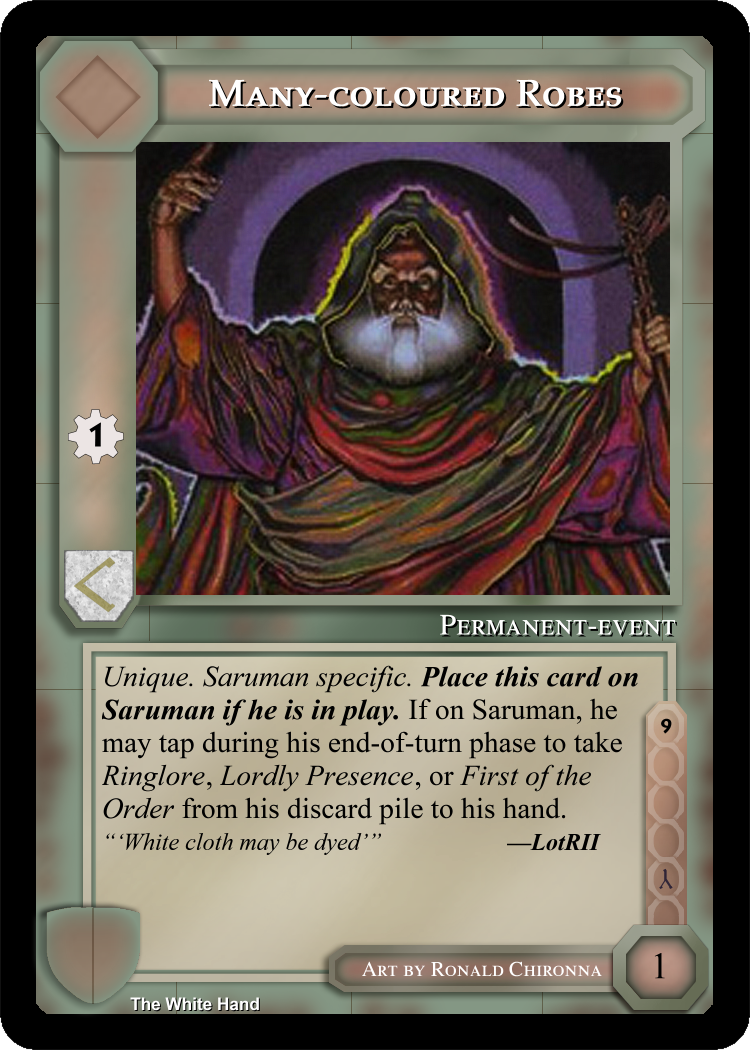 Many-coloured Robes
1
Permanent-event
Unique. Saruman specific. Place this card on
Saruman if he is in play. If on Saruman, he
may tap during his end-of-turn phase to take
Ringlore, Lordly Presence, or First of the
Order from his discard pile to his hand.
“‘White cloth may be dyed’” —LotRII
9
Art by Ronald Chironna
1
The White Hand